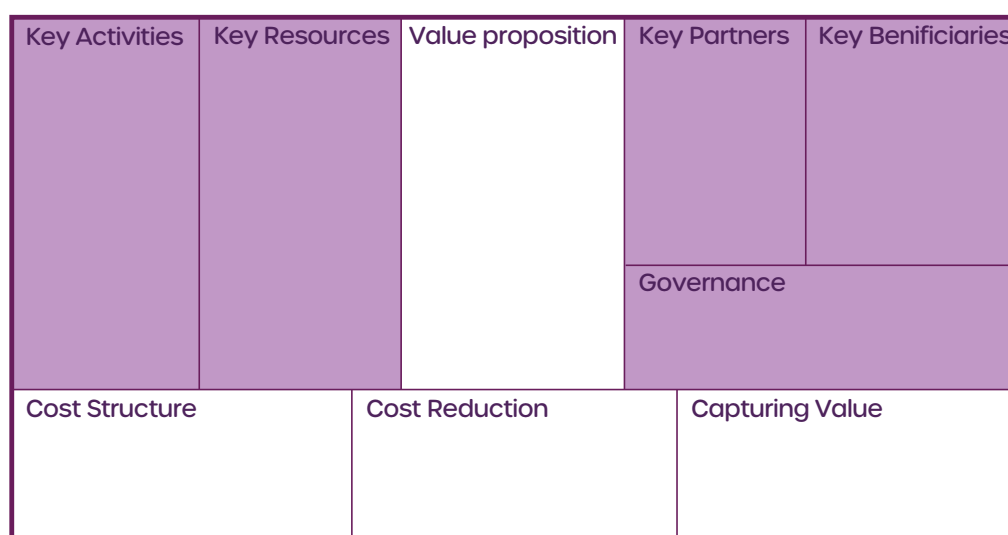 Key Activities
Key Resources
Value proposition
Key Partners
Key Benificiaries
Governance
Cost Structure
Cost Reduction
Capturing Value